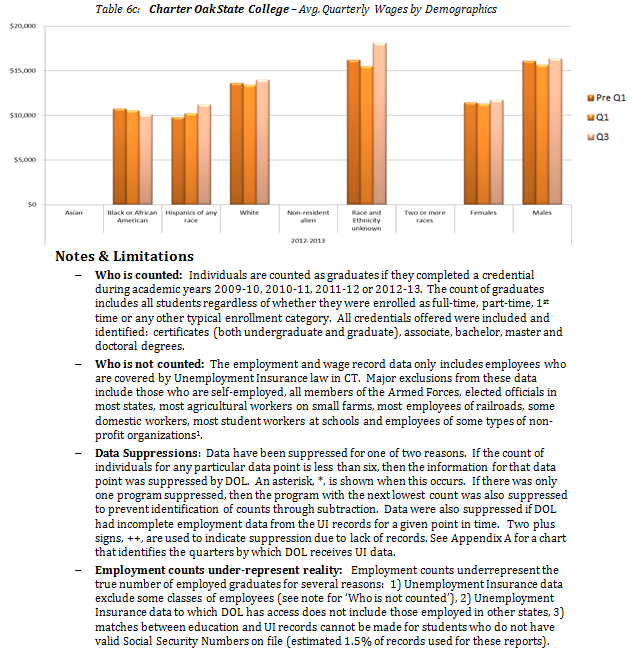 Table 6c: Charter Oak State College – Avg. Quarterly Wages by Demographics
$20,000
$15,000
$10,000
$5,000
$0
Pre Q1
Q1
Q3
Asian
Black or African American
Hispanics of any race
White
Non-resident alien
Race and Ethnicity unknown
Two or more races
Females
Males
2012-2013
Notes & Limitations
– Who is counted: Individuals are counted as graduates if they completed a credential
during academic years 2009-10, 2010-11, 2011-12 or 2012-13. The count of graduates
includes all students regardless of whether they were enrolled as full-time, part-time, 1st
time or any other typical enrollment category. All credentials offered were included and
identified: certificates (both undergraduate and graduate), associate, bachelor, master and
doctoral degrees.
– Who is not counted: The employment and wage record data only includes employees who
are covered by Unemployment Insurance law in CT. Major exclusions from these data
include those who are self-employed, all members of the Armed Forces, elected officials in
most states, most agricultural workers on small farms, most employees of railroads, some
domestic workers, most student workers at schools and employees of some types of non-
profit organizations¹.
– Data Suppressions: Data have been suppressed for one of two reasons. If the count of
individuals for any particular data point is less than six, then the information for that data
point was suppressed by DOL. An asterisk, *, is shown when this occurs. If there was only
one program suppressed, then the program with the next lowest count was also suppressed
to prevent identification of counts through subtraction. Data were also suppressed if DOL
had incomplete employment data from the UI records for a given point in time. Two plus
signs, ++, are used to indicate suppression due to lack of records. See Appendix A for a chart
that identifies the quarters by which DOL receives UI data.
– Employment counts under-represent reality: Employment counts underrepresent the
true number of employed graduates for several reasons: 1) Unemployment Insurance data
exclude some classes of employees (see note for 'Who is not counted'), 2) Unemployment
Insurance data to which DOL has access does not include those employed in other states, 3)
matches between education and UI records cannot be made for students who do not have
valid Social Security Numbers on file (estimated 1.5% of records used for these reports).